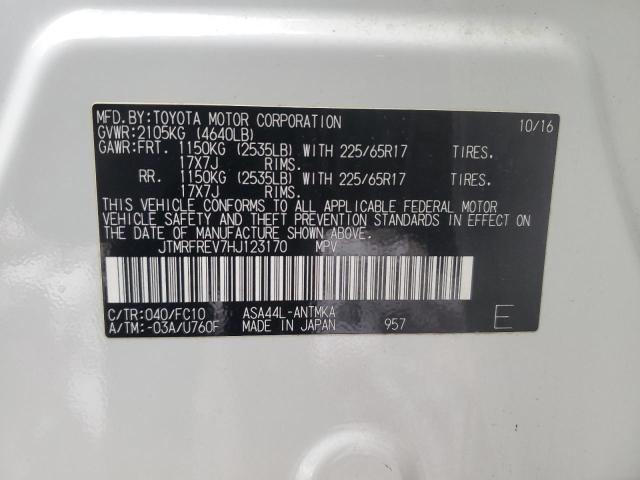 MFD.BY:TOYOTA MOTOR CORPORATION 10/16
GVWR:2105KG (4640LB)
GAWR:FRT. 1150KG (2535LB) WITH 225/65R17 TIRES.
17X7J RIMS.
RR. 1150KG (2535LB) WITH 225/65R17 TIRES.
17X7J RIMS.
THIS VEHICLE CONFORMS TO ALL APPLICABLE FEDERAL MOTOR
VEHICLE SAFETY AND THEFT PREVENTION STANDARDS IN EFFECT ON
THE DATE OF MANUFACTURE SHOWN ABOVE.
JTMRFREV7HJ123170 MPV
C/TR:040/FC10 ASA44L-ANTMKA
A/TM:-03A/U760F MADE IN JAPAN 957 E